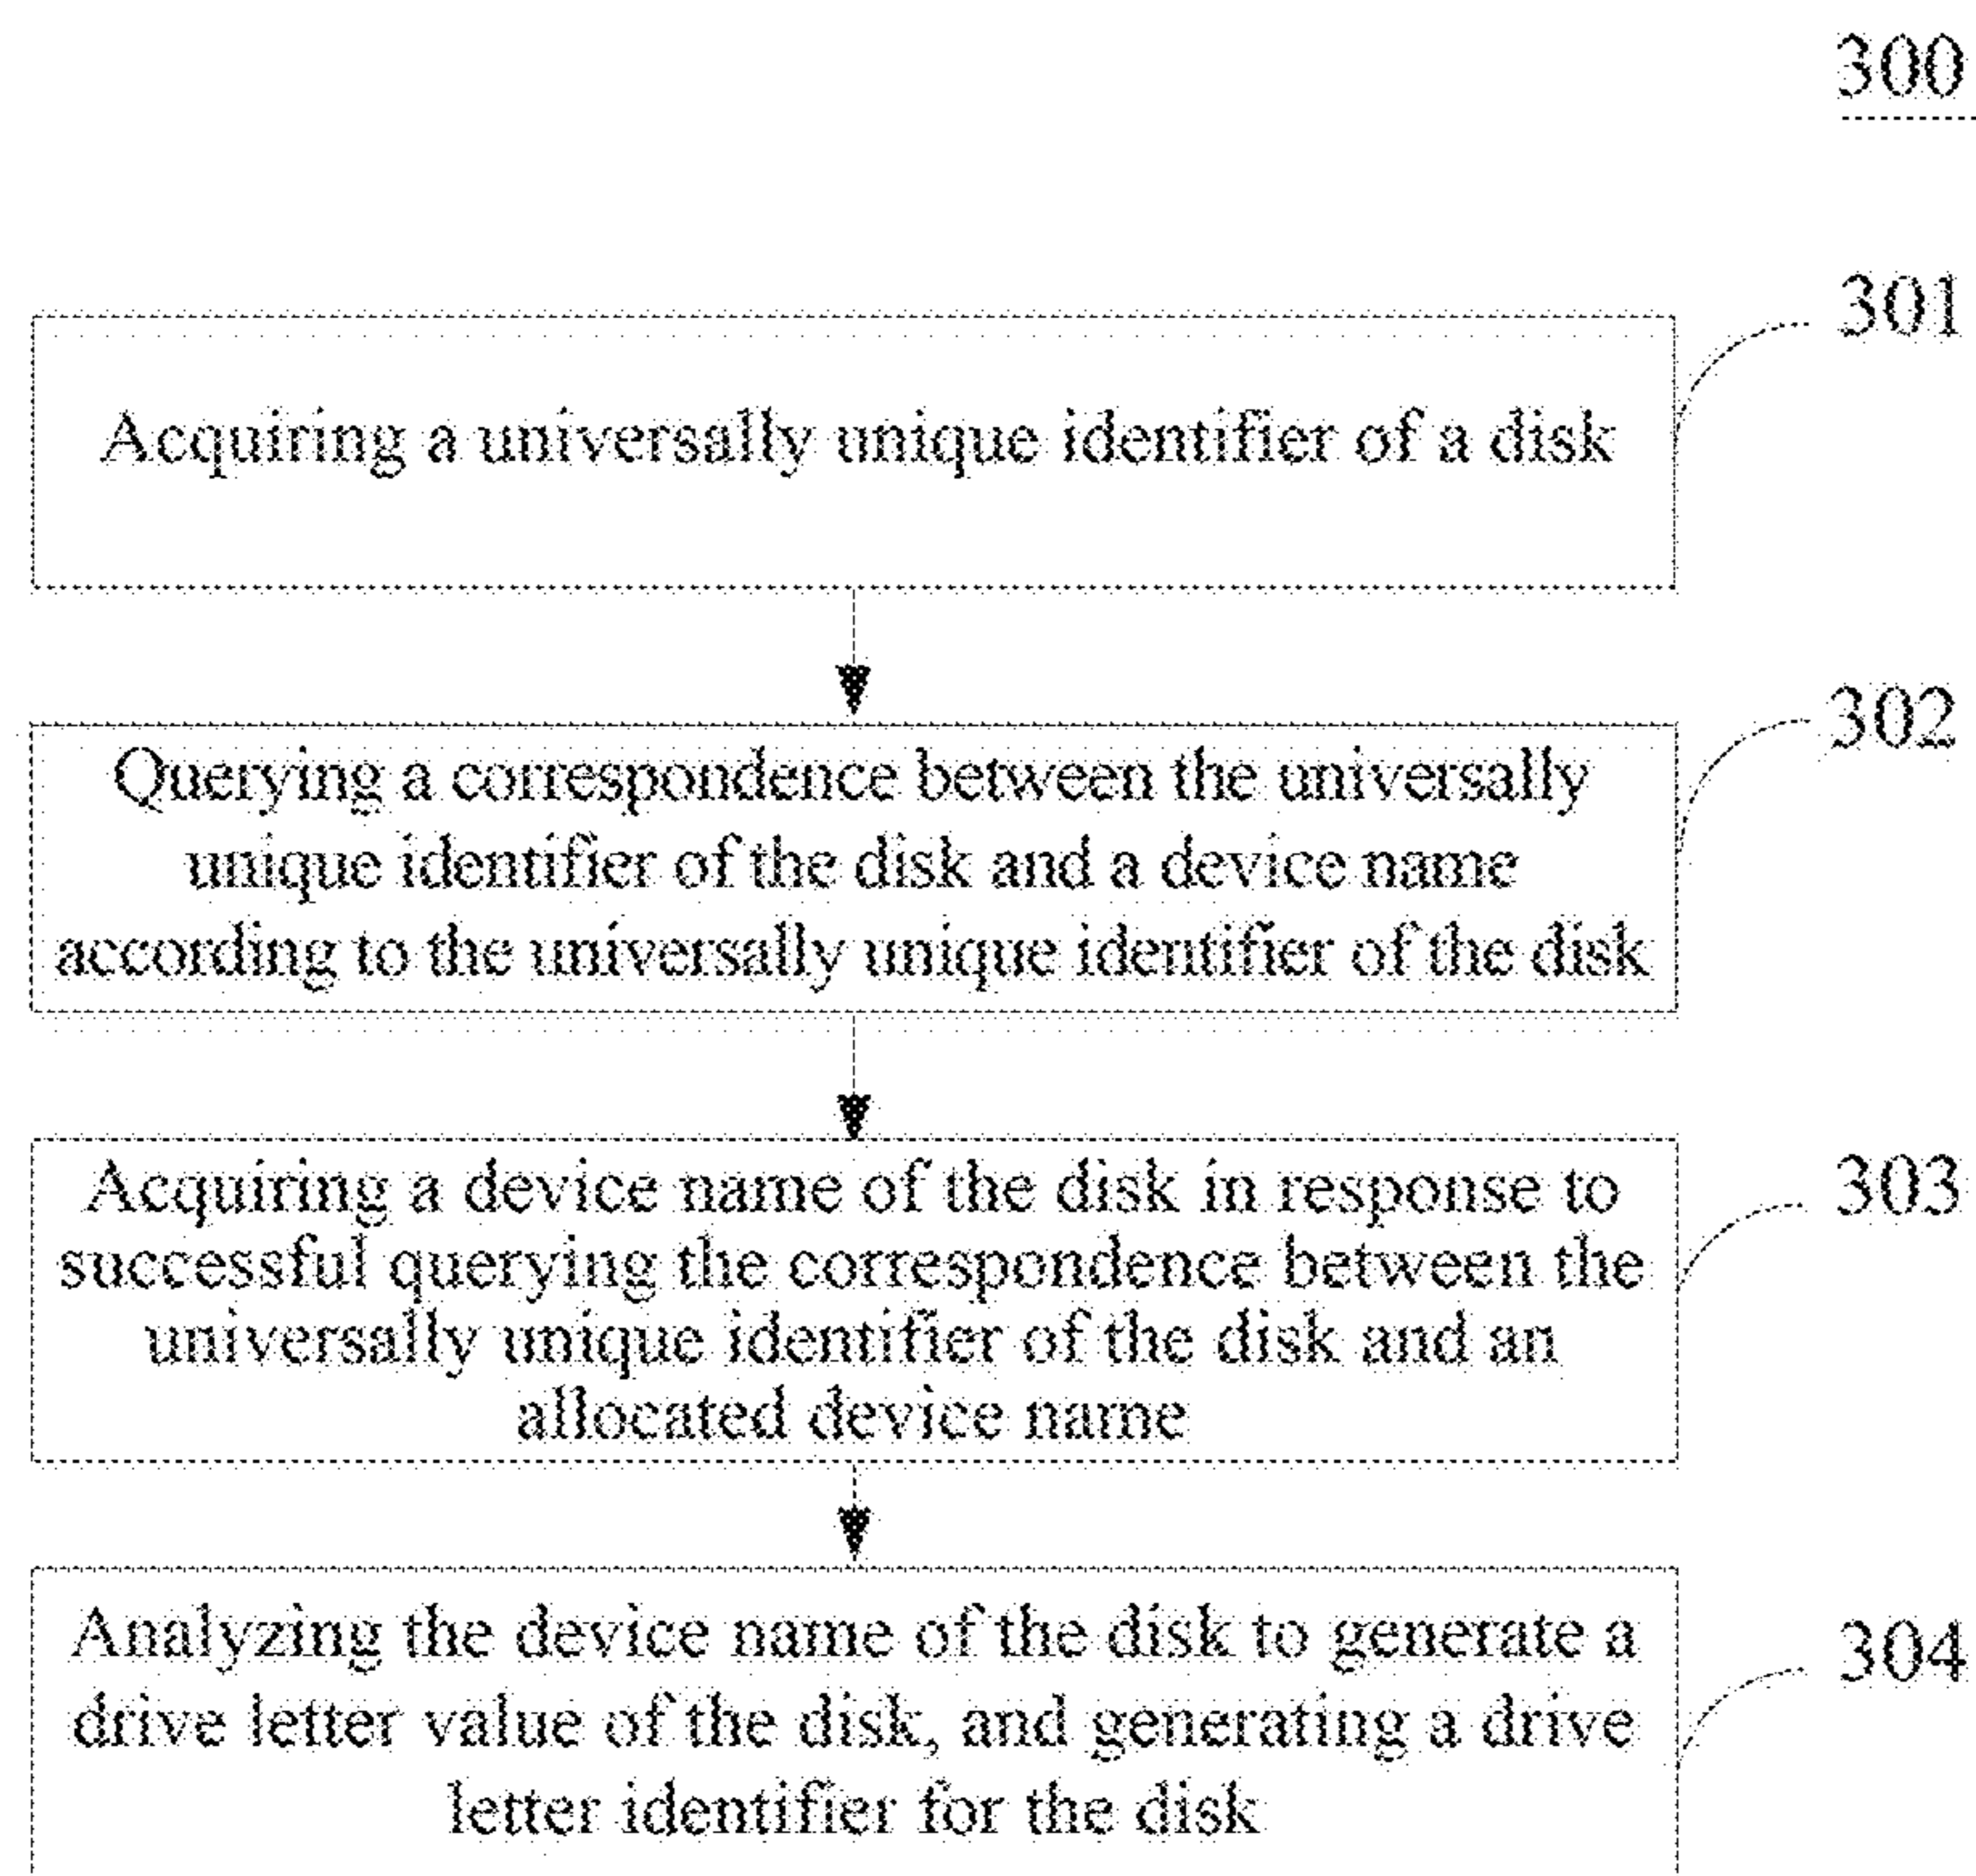 300
301
Acquiring a universally unique identifier of a disk
302
Querying a correspondence between the universally
unique identifier of the disk and a device name
according to the universally unique identifier of the disk
303
Acquiring a device name of the disk in response to
successful querying the correspondence between the
universally unique identifier of the disk and an
allocated device name
304
Analyzing the device name of the disk to generate a
drive letter value of the disk, and generating a drive
letter identifier for the disk